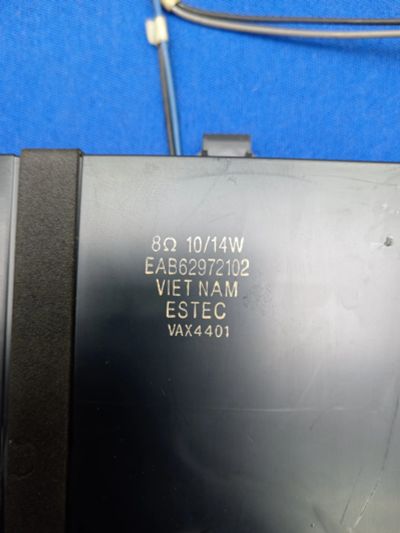 8Ω 10/14W
EAB62972102
VIET NAM
ESTEC
VAX4401